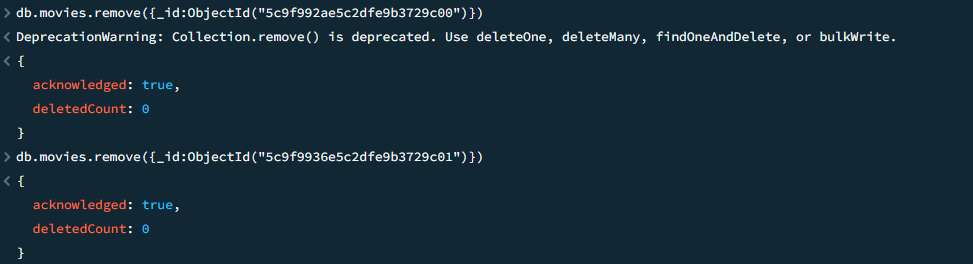 > db.movies.remove({_id:ObjectId("5c9f992ae5c2dfe9b3729c00")})
< DeprecationWarning: Collection.remove() is deprecated. Use deleteOne, deleteMany, findOneAndDelete, or bulkWrite.
< {
acknowledged: true,
deletedCount: 0
}
> db.movies.remove({_id:ObjectId("5c9f9936e5c2dfe9b3729c01")})
< {
acknowledged: true,
deletedCount: 0
}